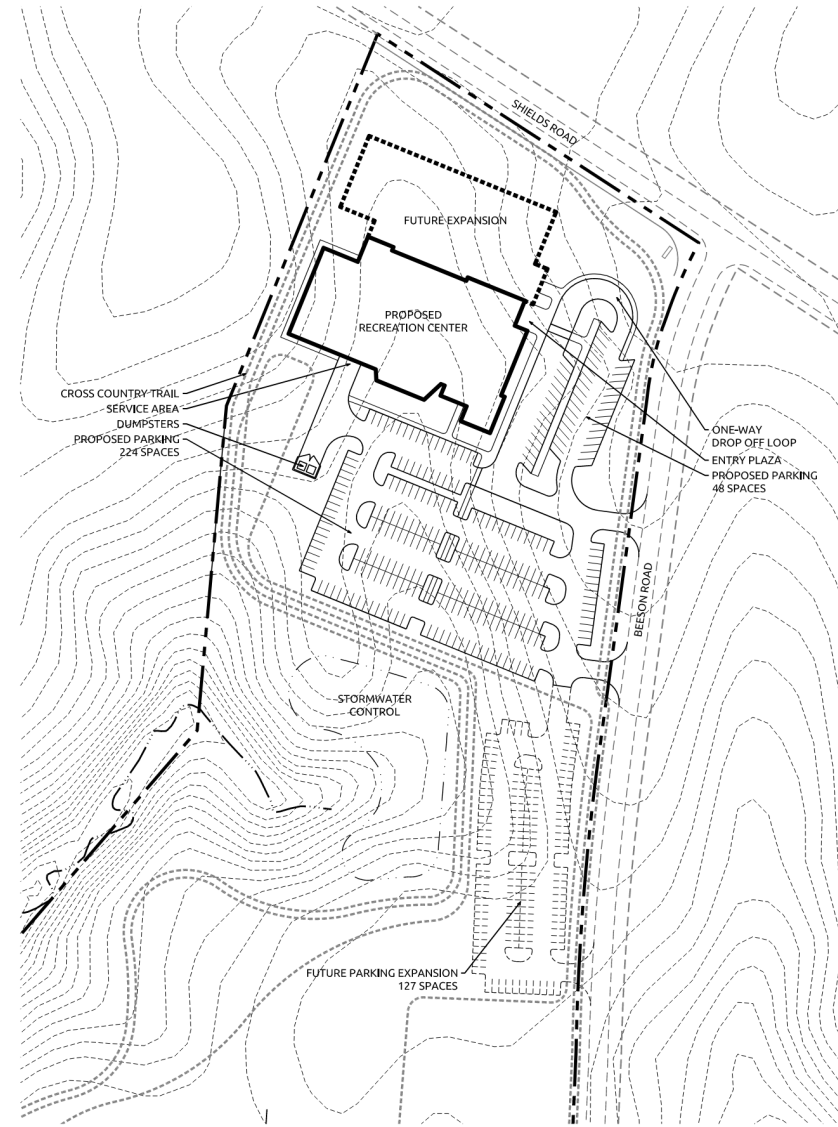 SHIELDS ROAD
FUTURE EXPANSION
PROPOSED
RECREATION CENTER
CROSS COUNTRY TRAIL
SERVICE AREA
DUMPSTERS
PROPOSED PARKING
224 SPACES
ONE-WAY
DROP OFF LOOP
ENTRY PLAZA
PROPOSED PARKING
48 SPACES
BEESON ROAD
STORMWATER
CONTROL
FUTURE PARKING EXPANSION
127 SPACES